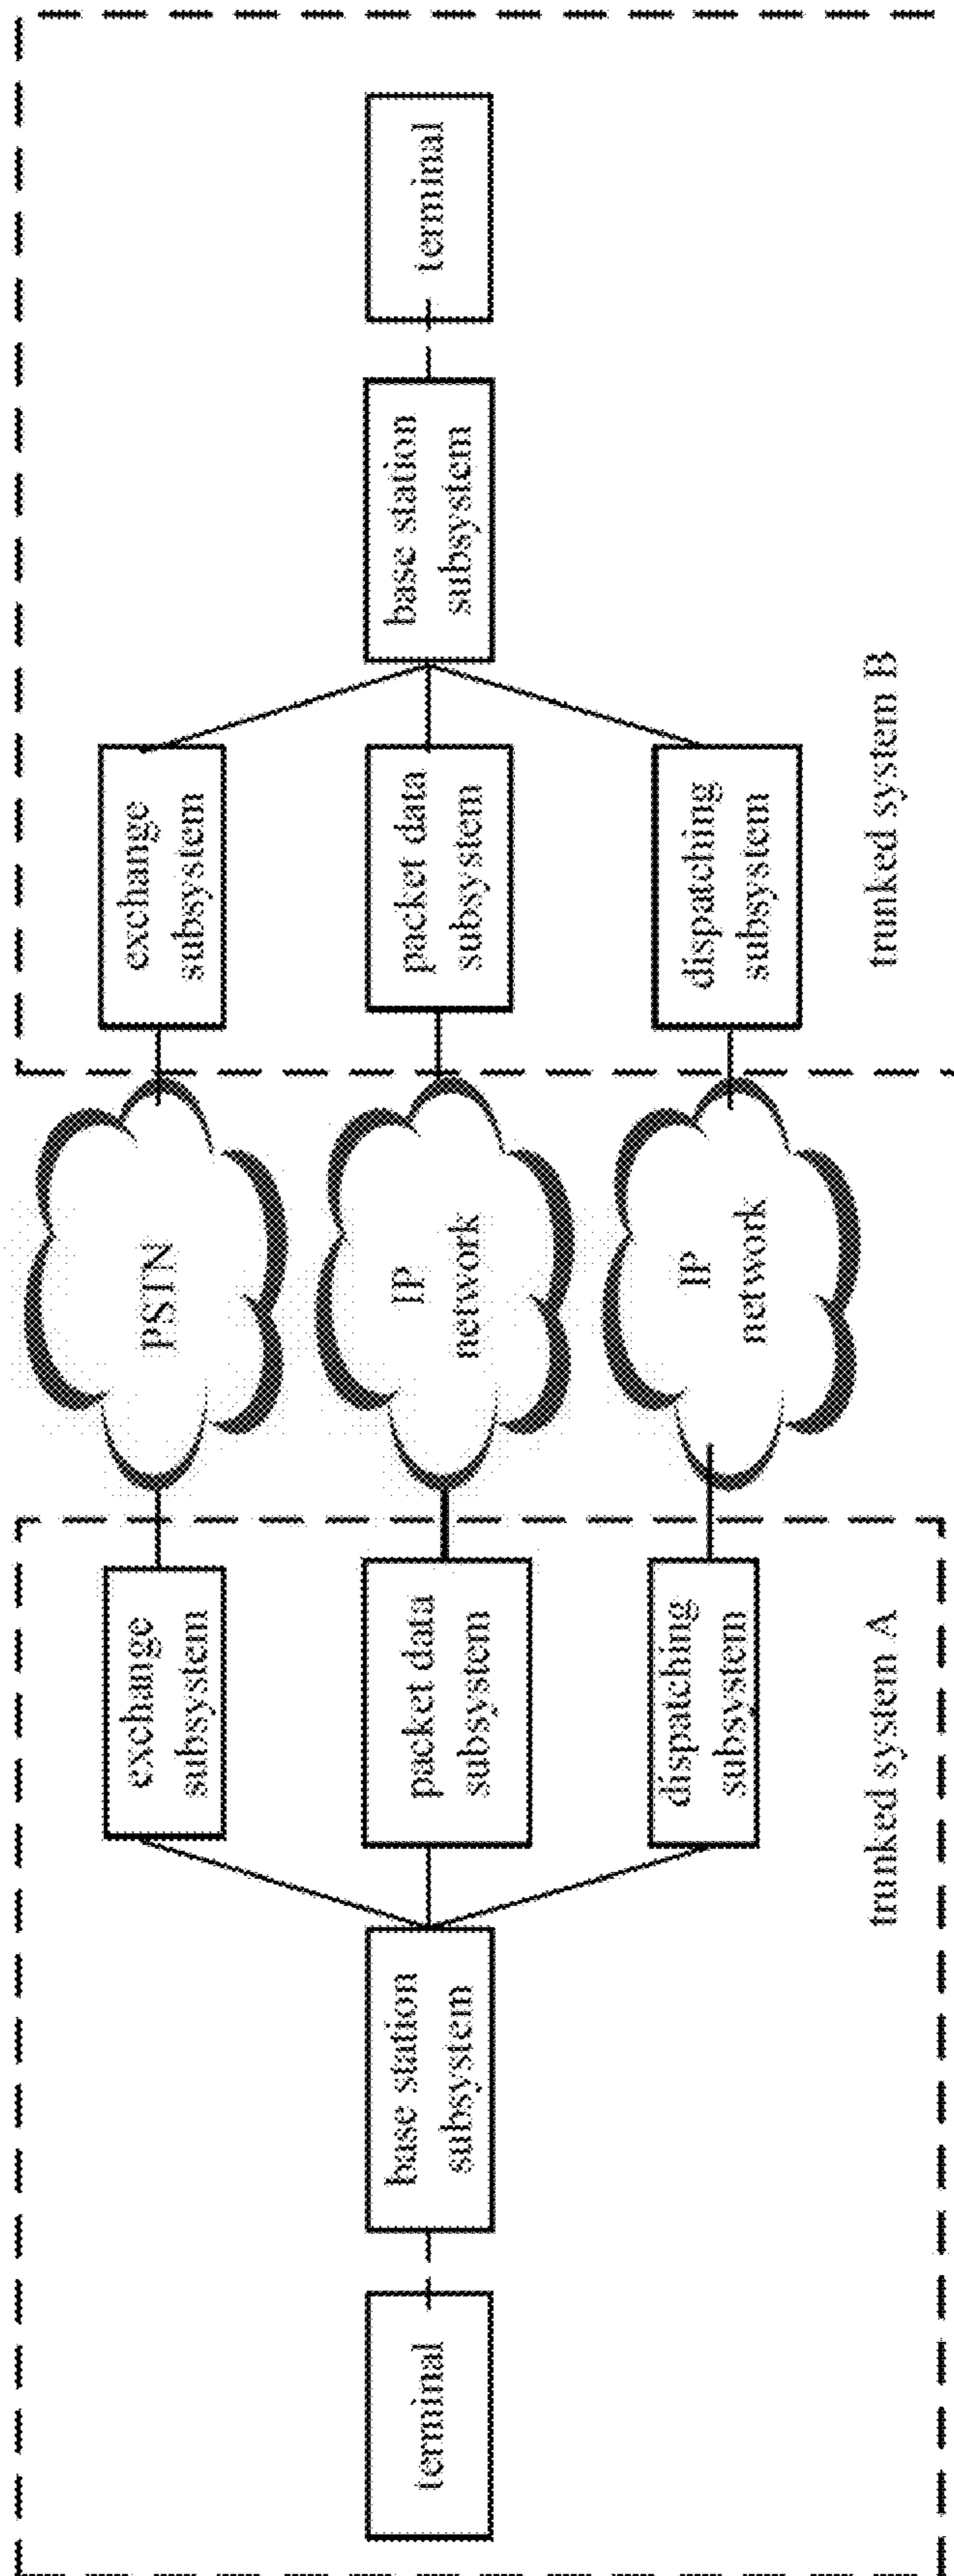 terminal
base station
subsystem
exchange
subsystem
packet data
subsystem
dispatching
subsystem
trunked system A
PSTN
IP
network
IP
network
exchange
subsystem
packet data
subsystem
dispatching
subsystem
trunked system B
base station
subsystem
terminal